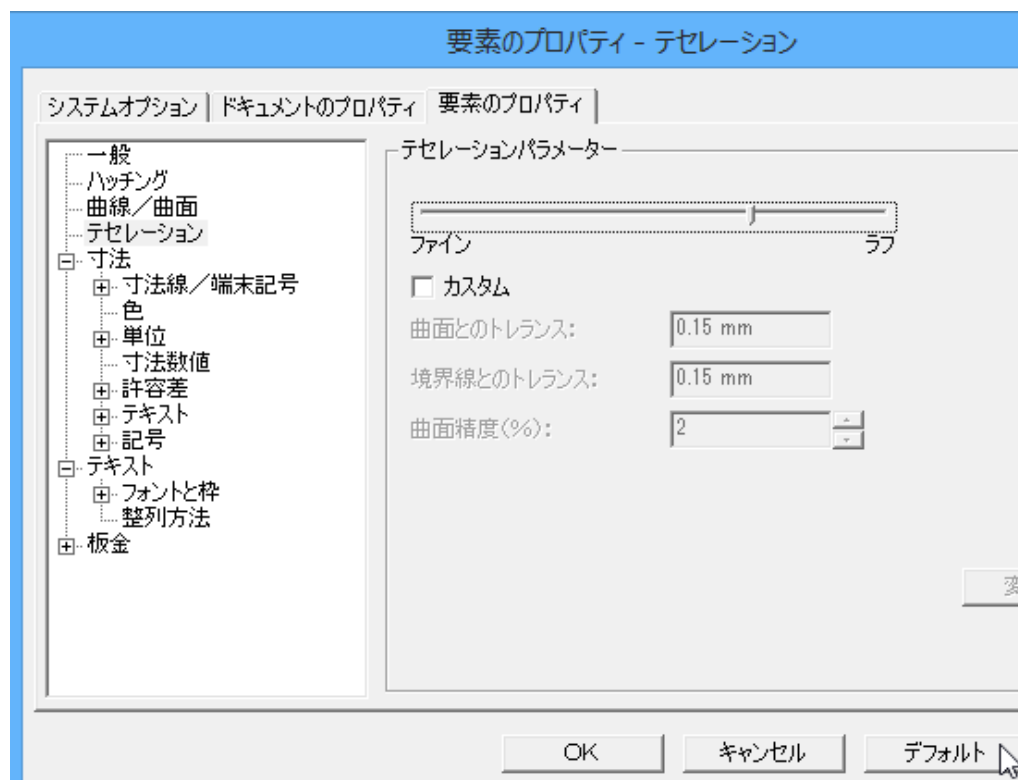 要素のプロパティ - テセレーション
システムオプション
ドキュメントのプロパティ
要素のプロパティ
一般
ハッチング
曲線／曲面
テセレーション
寸法
寸法線／端末記号
色
単位
寸法数値
許容差
テキスト
記号
テキスト
フォントと枠
整列方法
板金
テセレーションパラメーター
ファイン
ラフ
カスタム
曲面とのトレランス:
0.15 mm
境界線とのトレランス:
0.15 mm
曲面精度(%):
2
変
OK
キャンセル
デフォルト